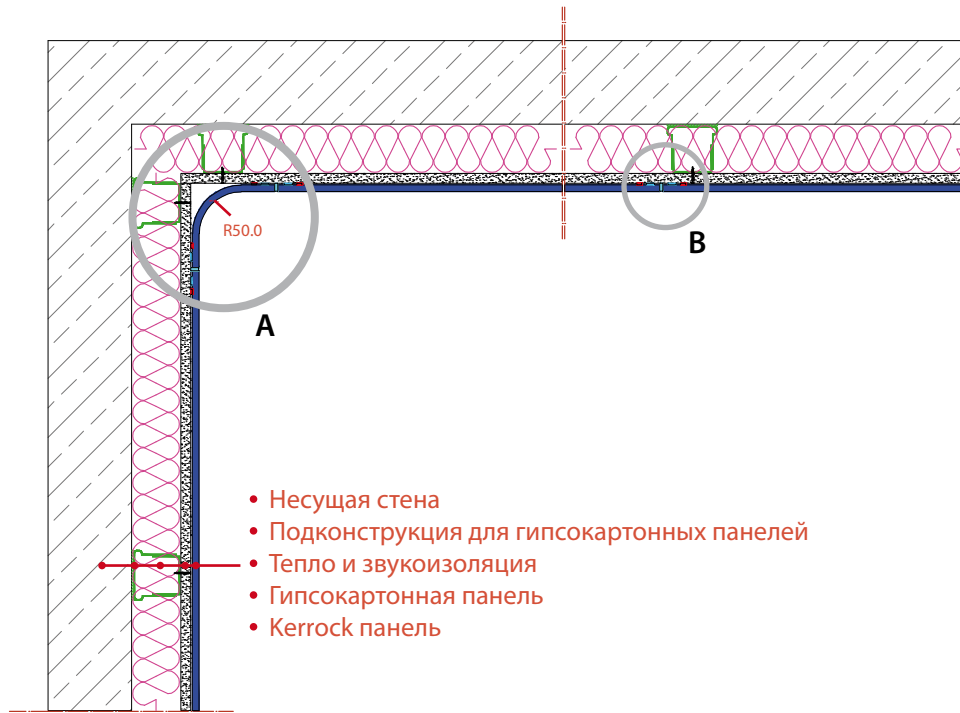 R50.0
B
A
• Несущая стена
• Подконструкция для гипсокартонных панелей
• Тепло и звукоизоляция
• Гипсокартонная панель
• Kerrock панель